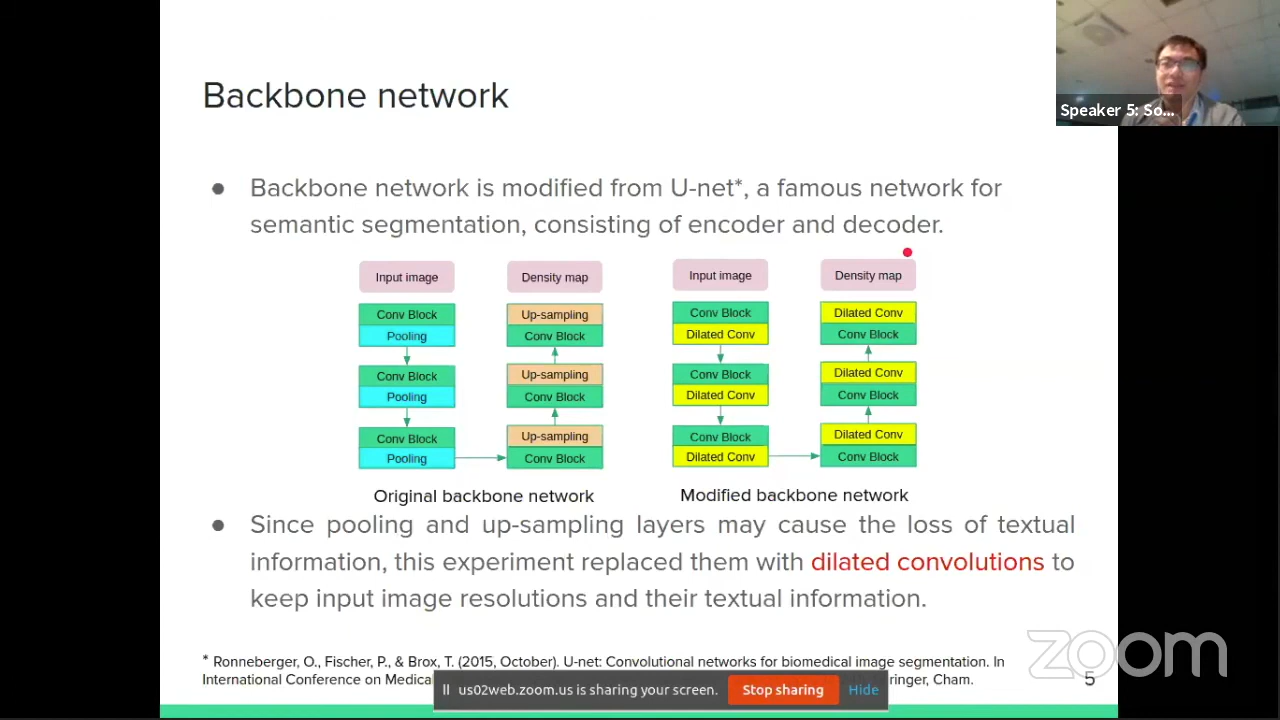 Backbone network
Speaker 5: So...
● Backbone network is modified from U-net*, a famous network for
semantic segmentation, consisting of encoder and decoder.
Input image
Conv Block
Pooling
Conv Block
Pooling
Conv Block
Pooling
Density map
Up-sampling
Conv Block
Up-sampling
Conv Block
Up-sampling
Conv Block
Original backbone network
Input image
Conv Block
Dilated Conv
Conv Block
Dilated Conv
Conv Block
Dilated Conv
Density map
Dilated Conv
Conv Block
Dilated Conv
Conv Block
Dilated Conv
Conv Block
Modified backbone network
● Since pooling and up-sampling layers may cause the loss of textual
information, this experiment replaced them with dilated convolutions to
keep input image resolutions and their textual information.
* Ronneberger, O., Fischer, P., & Brox, T. (2015, October). U-net: Convolutional networks for biomedical image segmentation. In
International Conference on Medica ringer, Cham.
us02web.zoom.us is sharing your screen. Stop sharing Hide
5
zoom